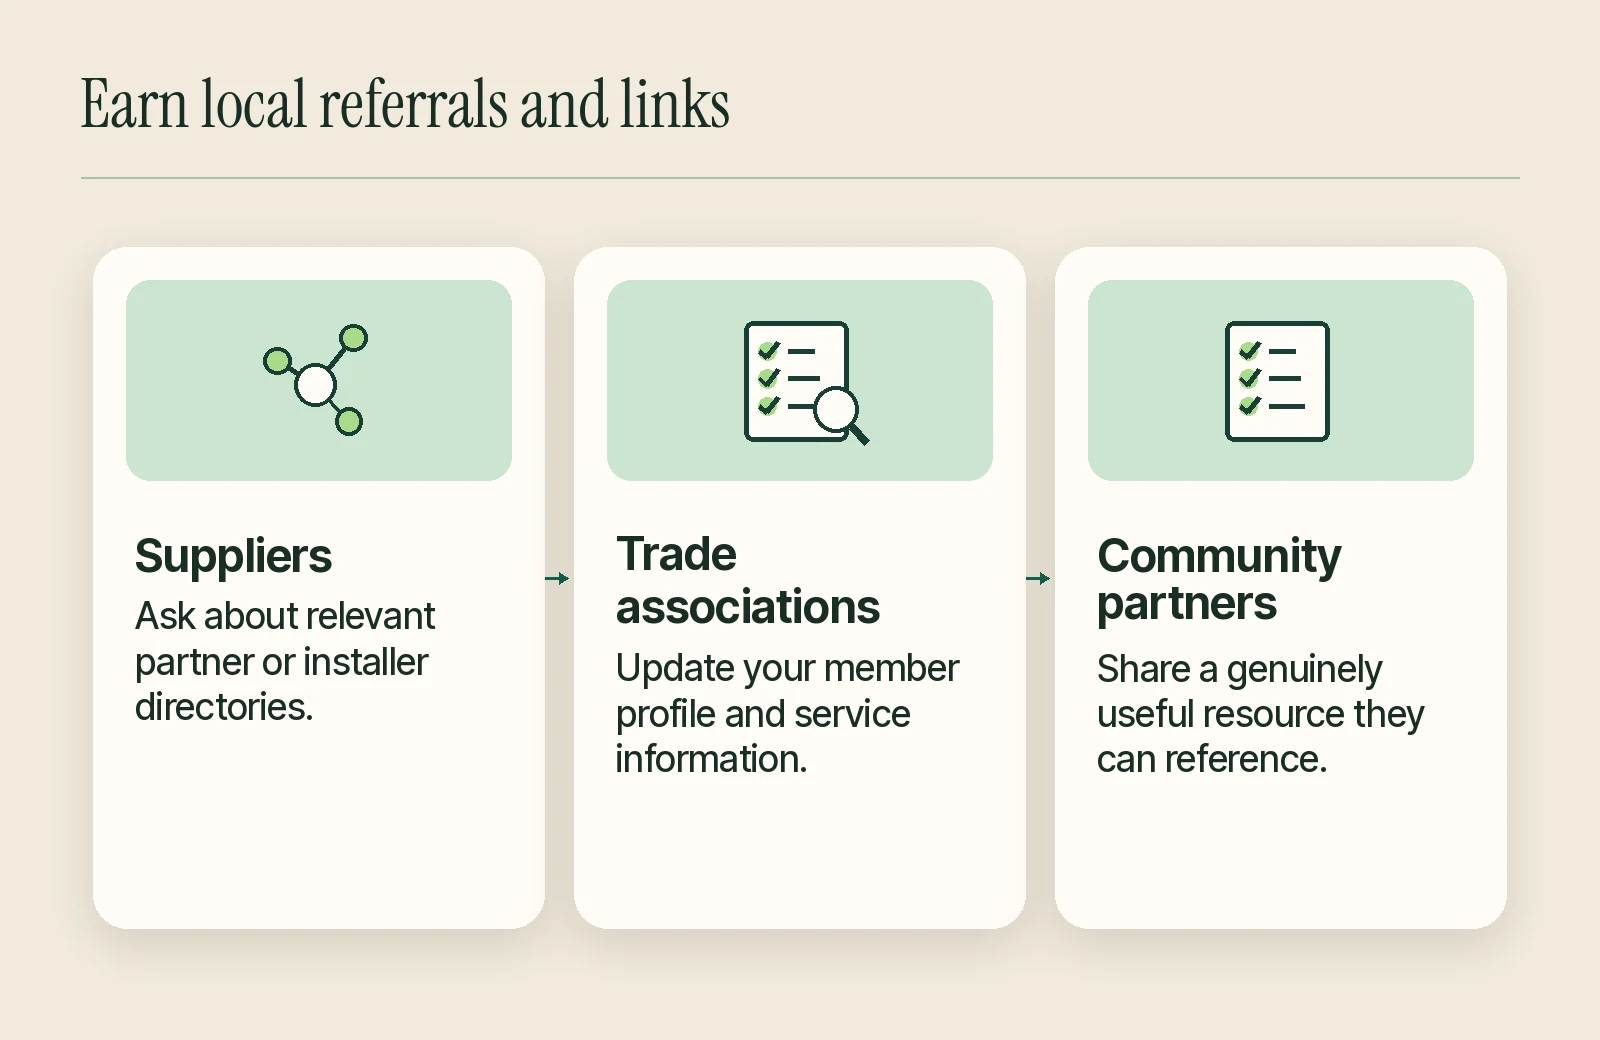 Earn local referrals and links
Suppliers
Ask about relevant
partner or installer
directories.
Trade
associations
Update your member
profile and service
information.
Community
partners
Share a genuinely
useful resource they
can reference.